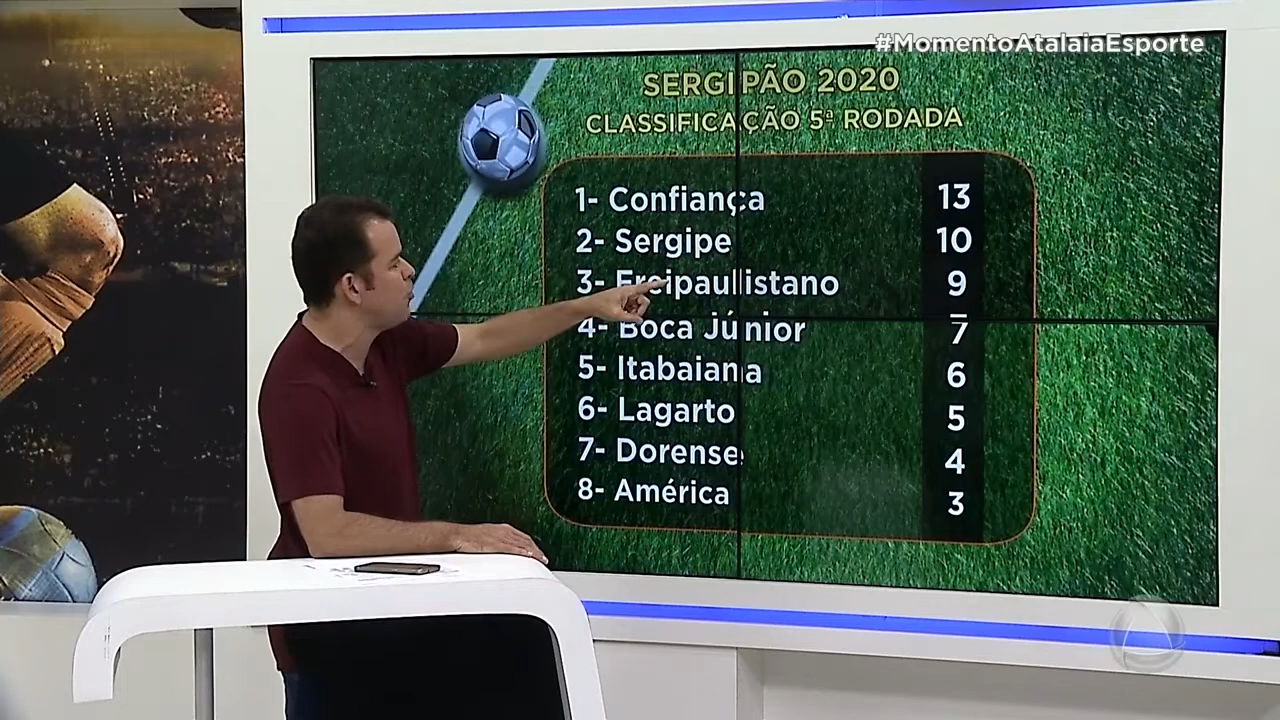 #MomentoAtalaiaEsporte
SERGIPÃO 2020
CLASSIFICAÇÃO 5ª RODADA
1- Confiança 13
2- Sergipe 10
3- Freipaulistano 9
4- Boca Júnior 7
5- Itabaiana 6
6- Lagarto 5
7- Dorense 4
8- América 3